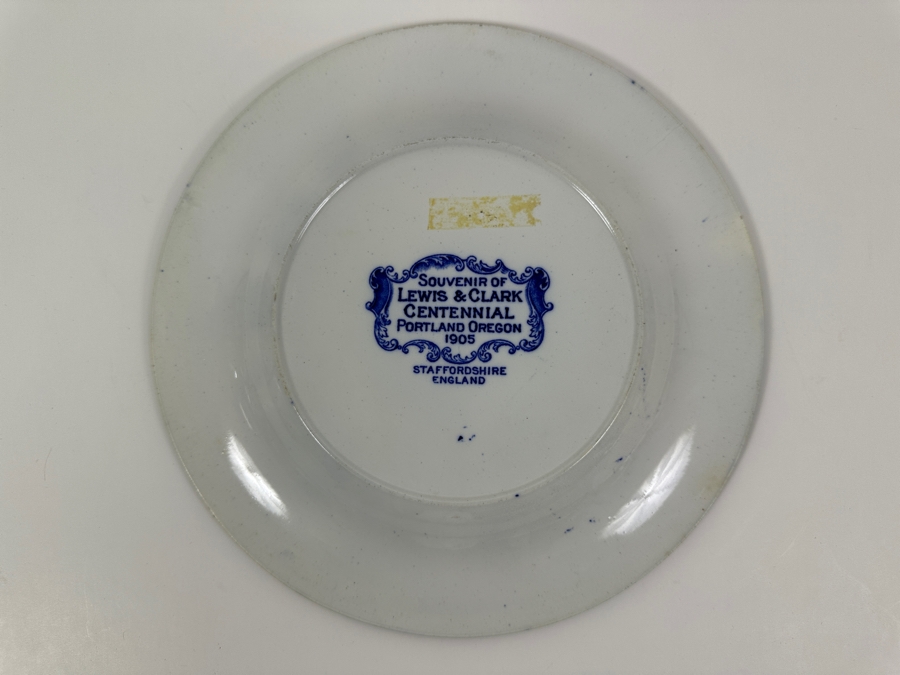 SOUVENIR OF
LEWIS & CLARK
CENTENNIAL
PORTLAND OREGON
1905
STAFFORDSHIRE
ENGLAND